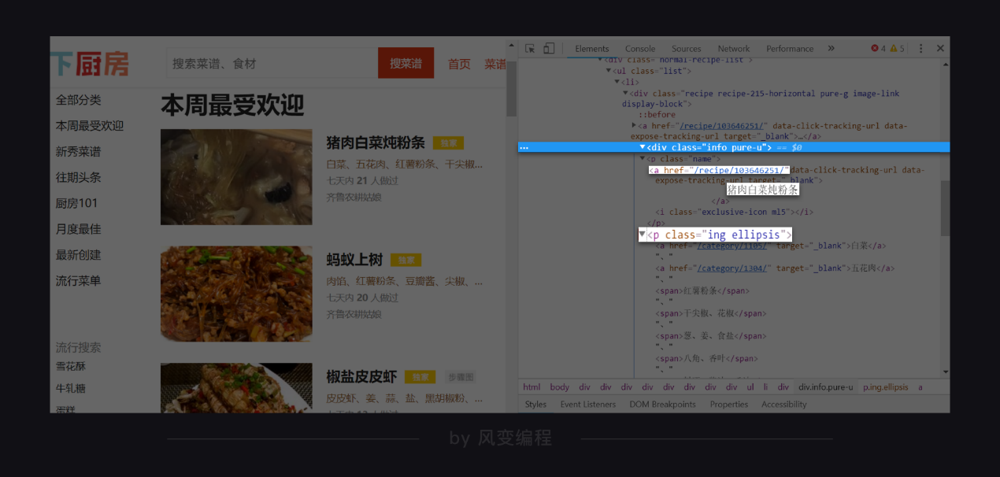 下厨房
搜索菜谱、食材
搜菜谱
首页
菜谱
全部分类
本周最受欢迎
新秀菜谱
往期头条
厨房101
月度最佳
最新创建
流行菜单
流行搜索
雪花酥
牛轧糖
蛋糕
本周最受欢迎
猪肉白菜炖粉条 独家
白菜、五花肉、红薯粉条、干尖椒...
七天内 21 人做过
齐鲁农耕姑娘
蚂蚁上树 独家
肉馅、红薯粉条、豆瓣酱、尖椒、...
七天内 20 人做过
齐鲁农耕姑娘
椒盐皮皮虾 独家 步骤图
皮皮虾、姜、蒜、盐、黑胡椒粉、...
Elements Console Sources Network Performance » 4 5
<div class="normal-recipe-list">
<ul class="list">
<li>
<div class="recipe recipe-215-horizontal pure-g image-link
display-block">
::before
<a href="/recipe/103646251/" data-click-tracking-url data-
expose-tracking-url target="_blank">…</a>
<div class="info pure-u"> == $0
<p class="name">
<a href="/recipe/103646251/"data-click-tracking-url data-
expose-tracking-url target="_blank">
猪肉白菜炖粉条
</a>
<i class="exclusive-icon ml5"></i>
</p>
<p class="ing ellipsis">
<a href="/category/1105/" target="_blank">白菜</a>
"、"
<a href="/category/1304/" target="_blank">五花肉</a>
"、"
<span>红薯粉条</span>
"、"
<span>干尖椒、花椒</span>
"、"
<span>葱、姜、食盐</span>
"、"
<span>八角、香叶</span>
"、"
html body div div div div div div div ul li div div.info.pure-u p.ing.ellipsis a
Styles Event Listeners DOM Breakpoints Properties Accessibility
by 风变编程